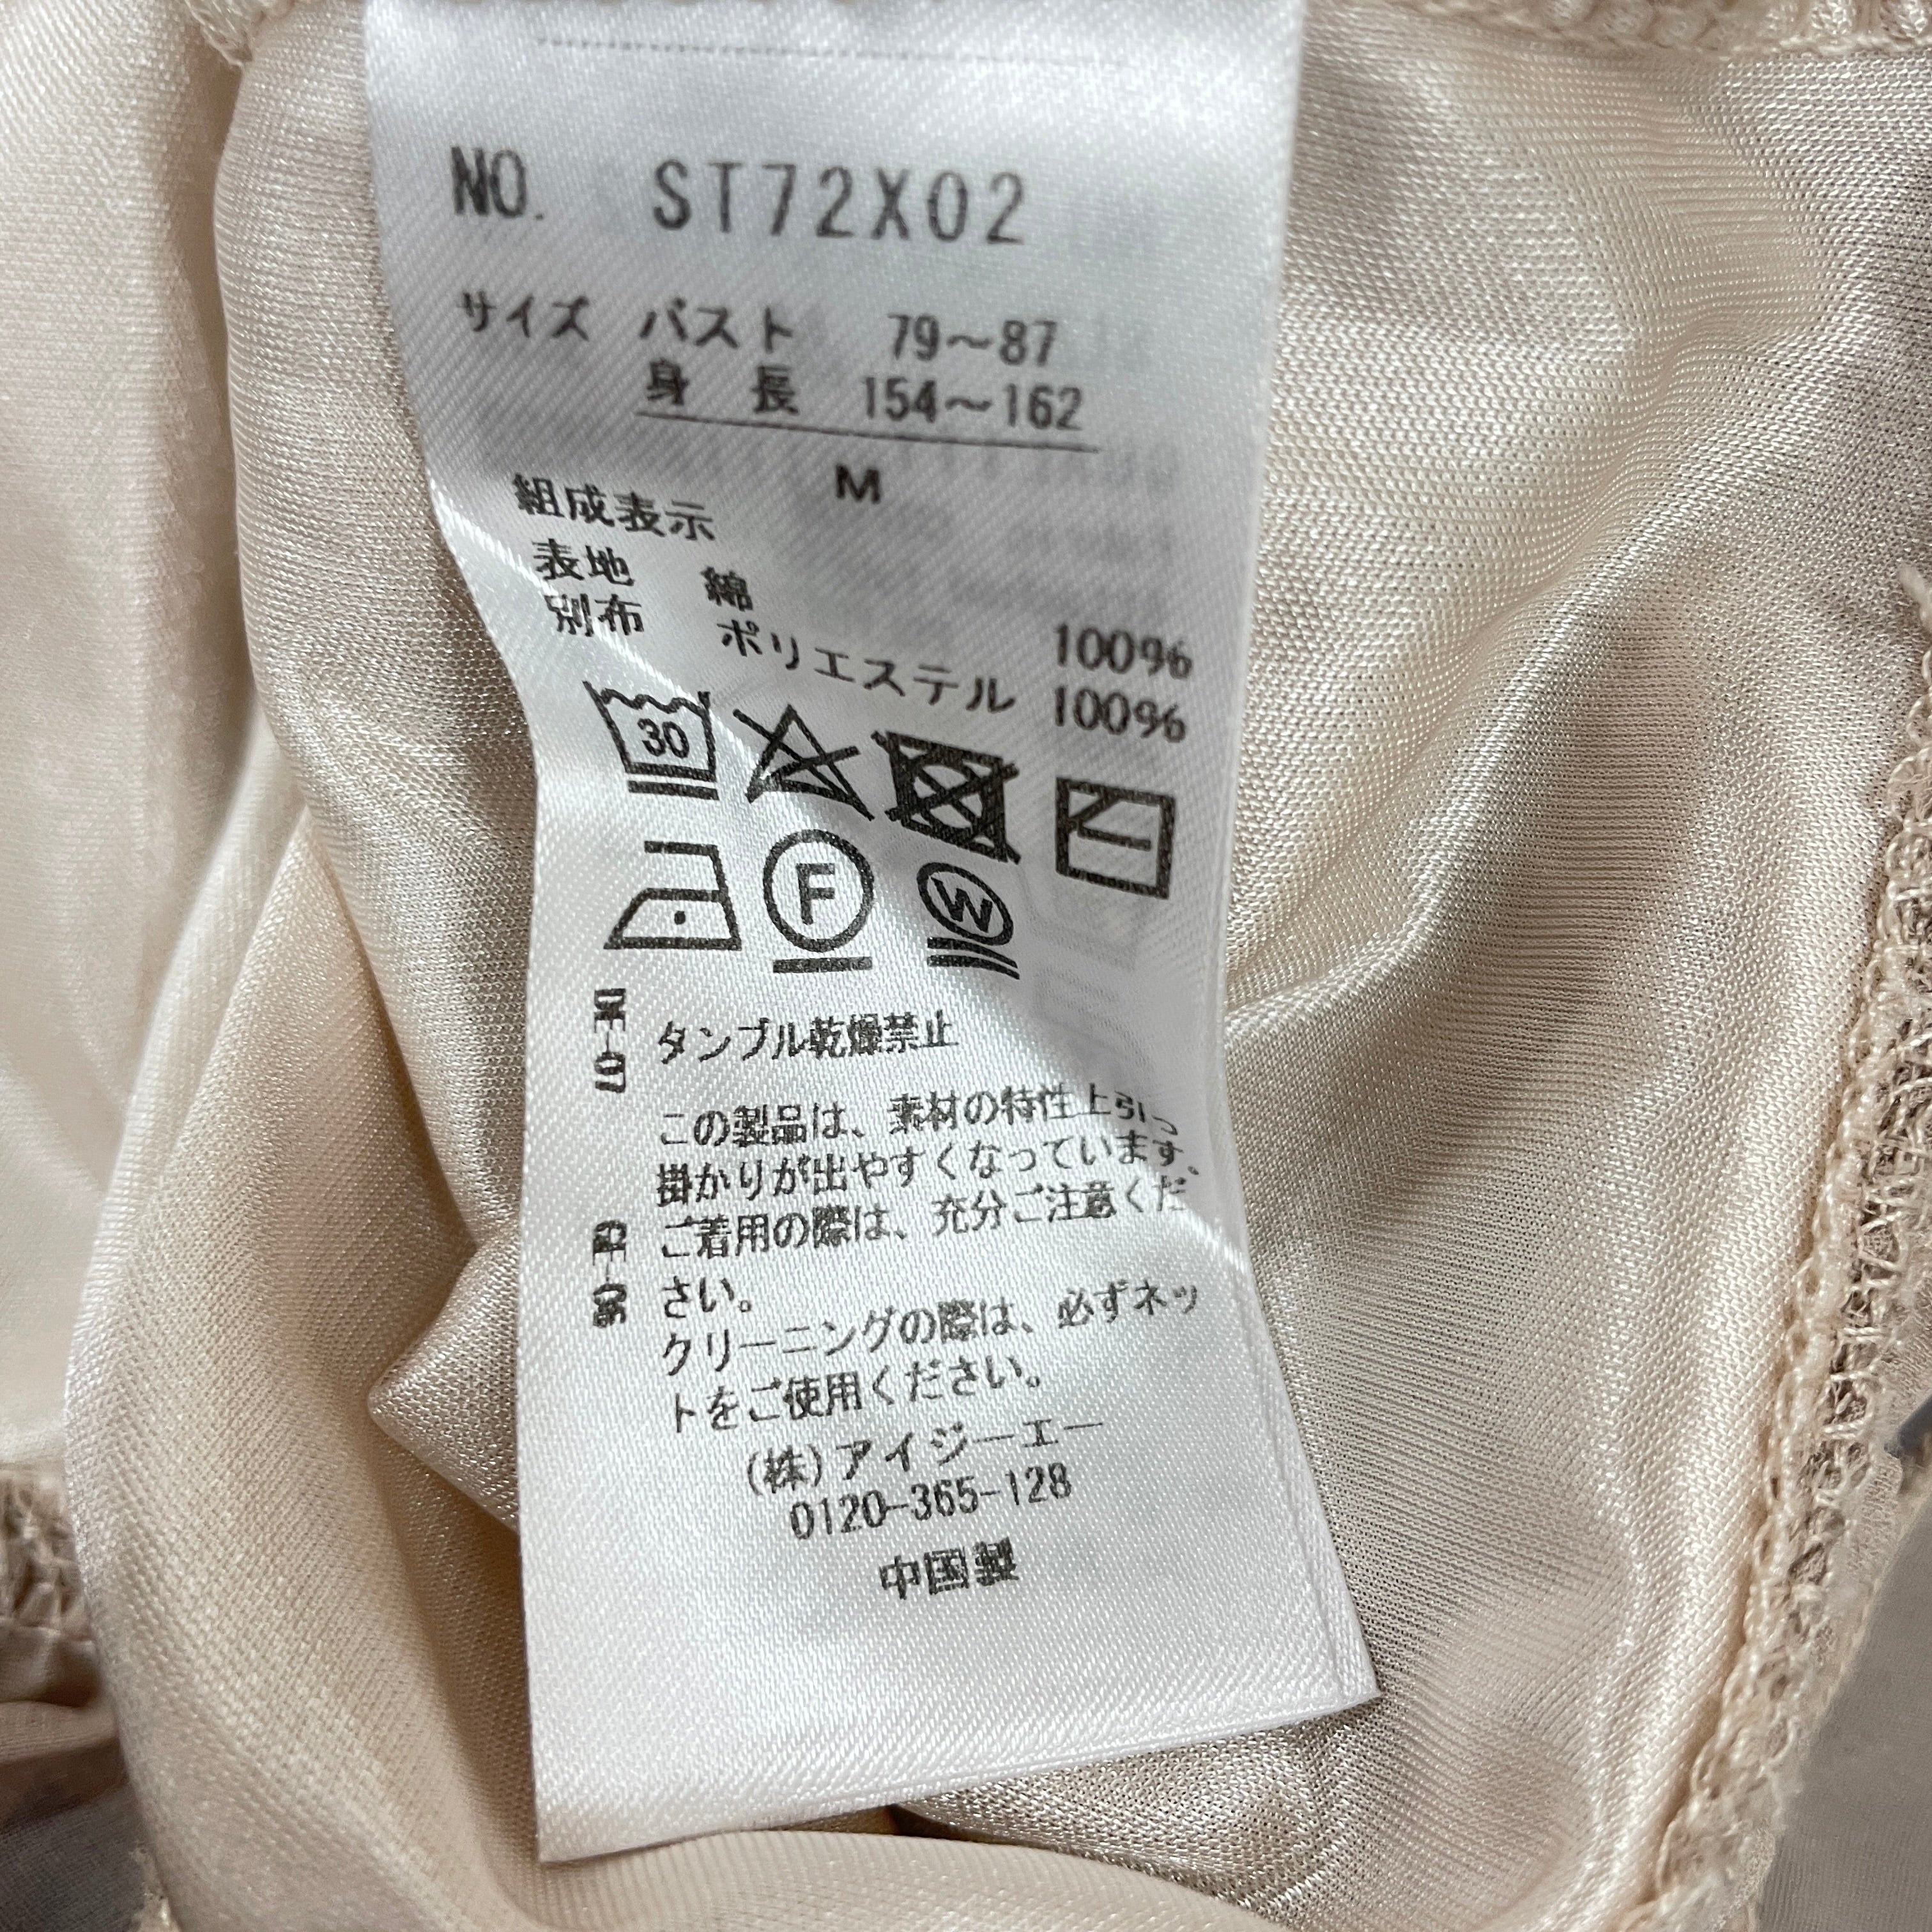 NO. ST72X02
サイズ バスト 79～87
身 長 154～162
M
組成表示
表地 綿 100%
別布 ポリエステル 100%
30
F
W
タンブル乾燥禁止
この製品は、素材の特性上引っ
掛かりが出やすくなっています。
ご着用の際は、充分ご注意くだ
さい。
クリーニングの際は、必ずネッ
トをご使用ください。
(株)アイジーエー
0120-365-128
中国製